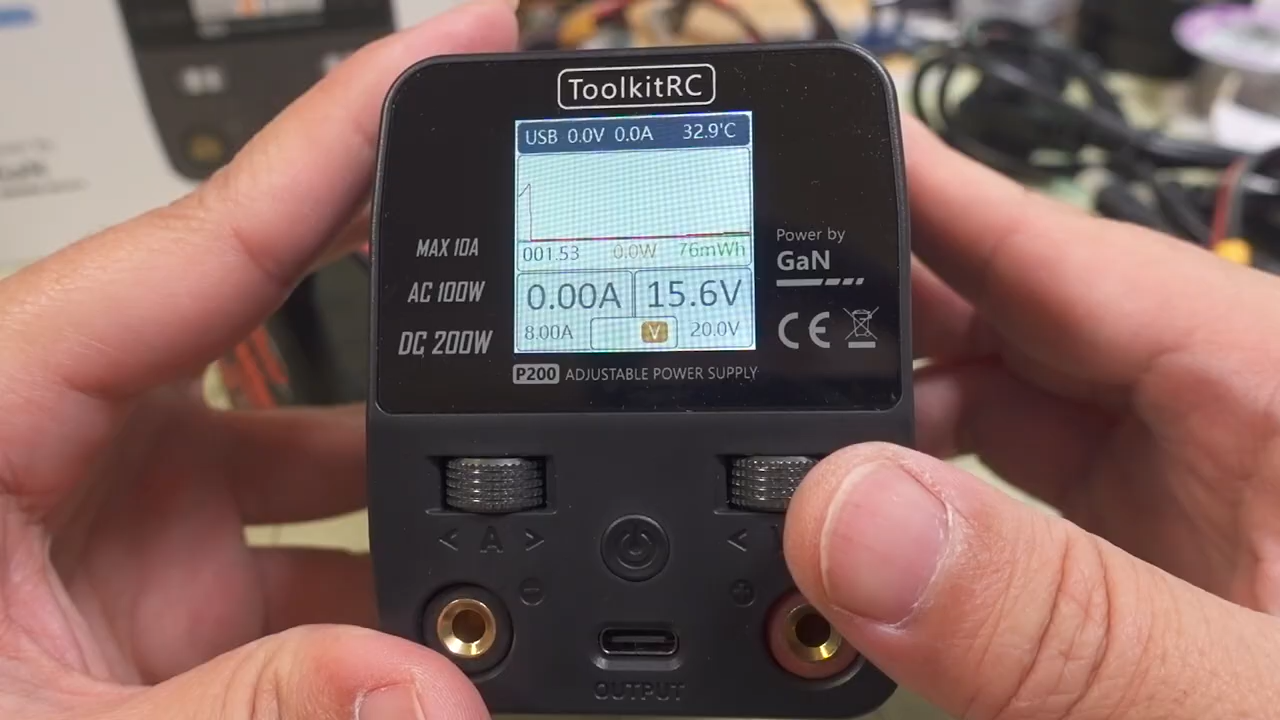 ToolkitRC
USB 0.0V 0.0A 32.9'C
001.53 0.0W 76mWh
0.00A 15.6V
8.00A V 20.0V
MAX 10A
AC 100W
DC 200W
Power by
GaN
CE
P200 ADJUSTABLE POWER SUPPLY
< A > <
- +
OUTPUT